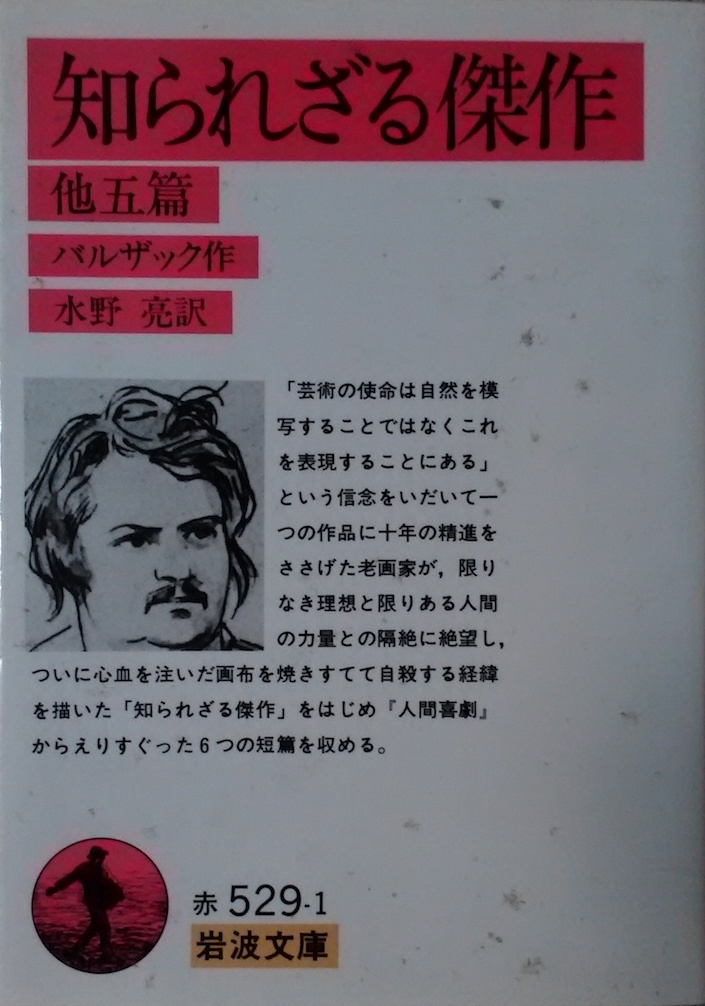 知られざる傑作
他五篇
バルザック作
水野 亮訳
「芸術の使命は自然を模
写することではなくこれ
を表現することにある」
という信念をいだいて一
つの作品に十年の精進を
ささげた老画家が，限り
なき理想と限りある人間
の力量との隔絶に絶望し，
ついに心血を注いだ画布を焼きすてて自殺する経緯
を描いた「知られざる傑作」をはじめ『人間喜劇』
からえりすぐった6つの短篇を収める。
赤 529-1
岩波文庫